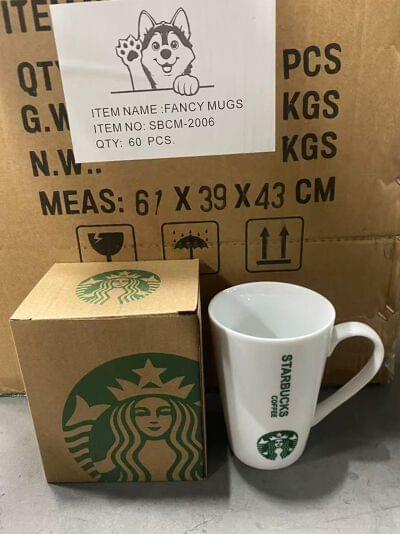 ITE
QTY
PCS
G.W
KGS
N.W.:
KGS
MEAS: 61 X 39 X 43 CM
ITEM NAME :FANCY MUGS
ITEM NO: SBCM-2006
QTY: 60 PCS.
STARBUCKS
COFFEE